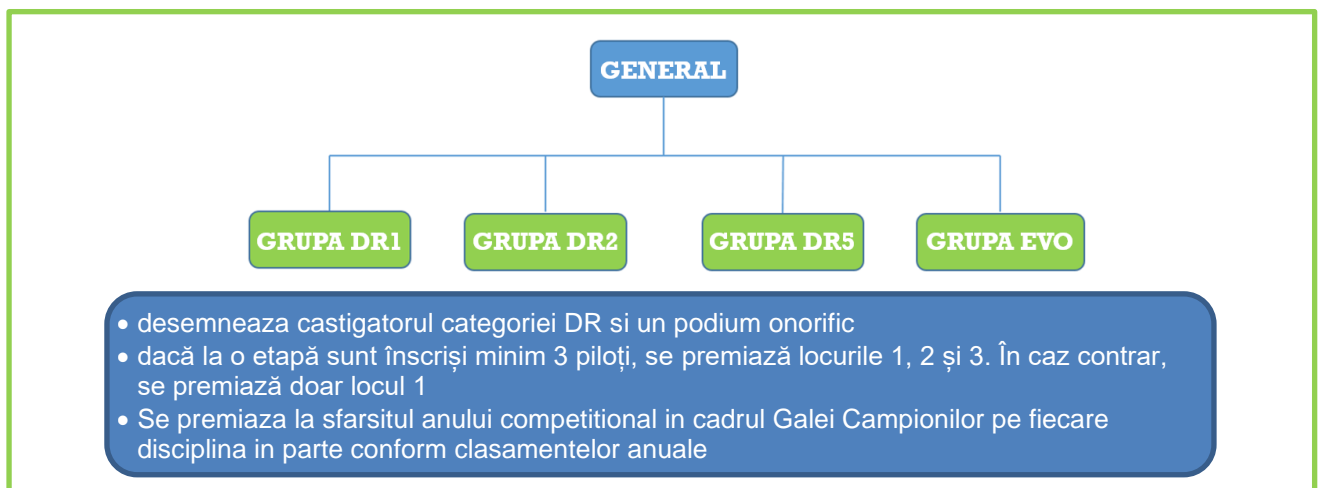 GENERAL
GRUPA DR1
GRUPA DR2
GRUPA DR5
GRUPA EVO
• desemneaza castigatorul categoriei DR si un podium onorific
• dacă la o etapă sunt înscriși minim 3 piloți, se premiază locurile 1, 2 și 3. În caz contrar,
se premiază doar locul 1
• Se premiaza la sfarsitul anului competitional in cadrul Galei Campionilor pe fiecare
disciplina in parte conform clasamentelor anuale